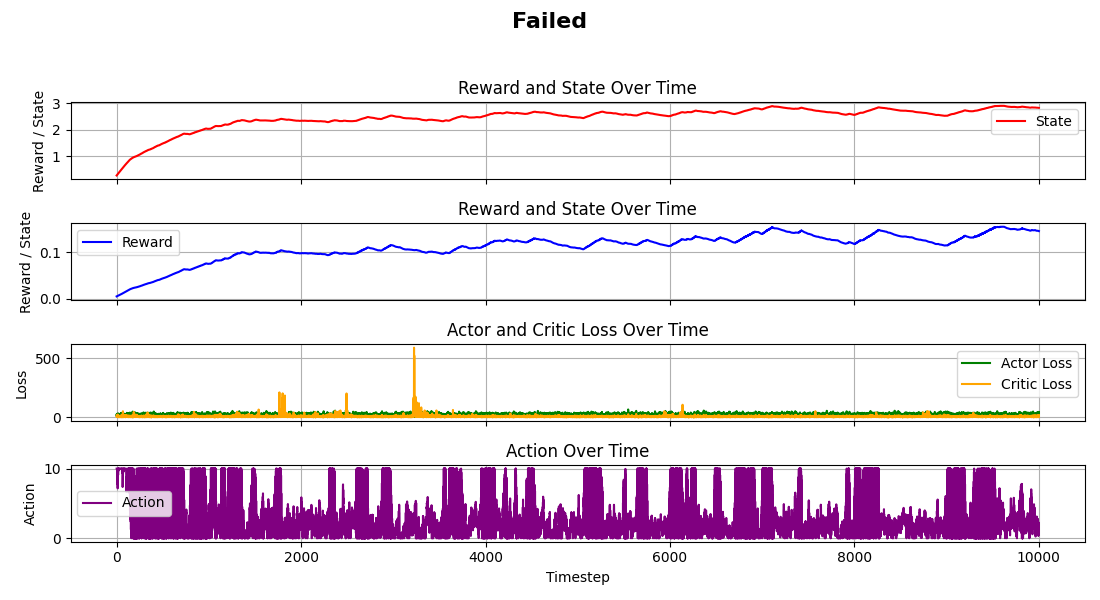 Failed
Reward and State Over Time
Reward / State
3
2
1
State
Reward and State Over Time
Reward / State
0.1
0.0
Reward
Actor and Critic Loss Over Time
Loss
500
0
Actor Loss
Critic Loss
Action Over Time
Action
10
0
Action
0 2000 4000 6000 8000 10000
Timestep